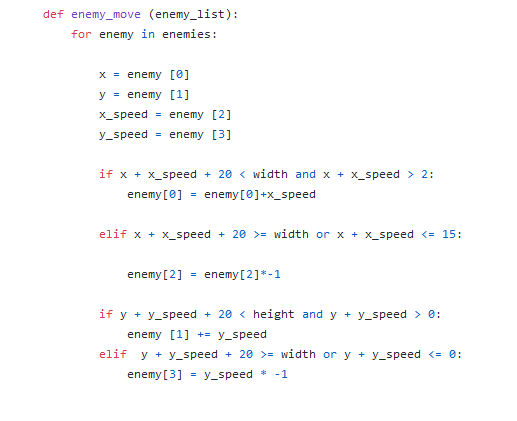 def enemy_move (enemy_list):
for enemy in enemies:
x = enemy [0]
y = enemy [1]
x_speed = enemy [2]
y_speed = enemy [3]
if x + x_speed + 20 < width and x + x_speed > 2:
enemy[0] = enemy[0]+x_speed
elif x + x_speed + 20 >= width or x + x_speed <= 15:
enemy[2] = enemy[2]*-1
if y + y_speed + 20 < height and y + y_speed > 0:
enemy [1] += y_speed
elif  y + y_speed + 20 >= width or y + y_speed <= 0:
enemy[3] = y_speed * -1